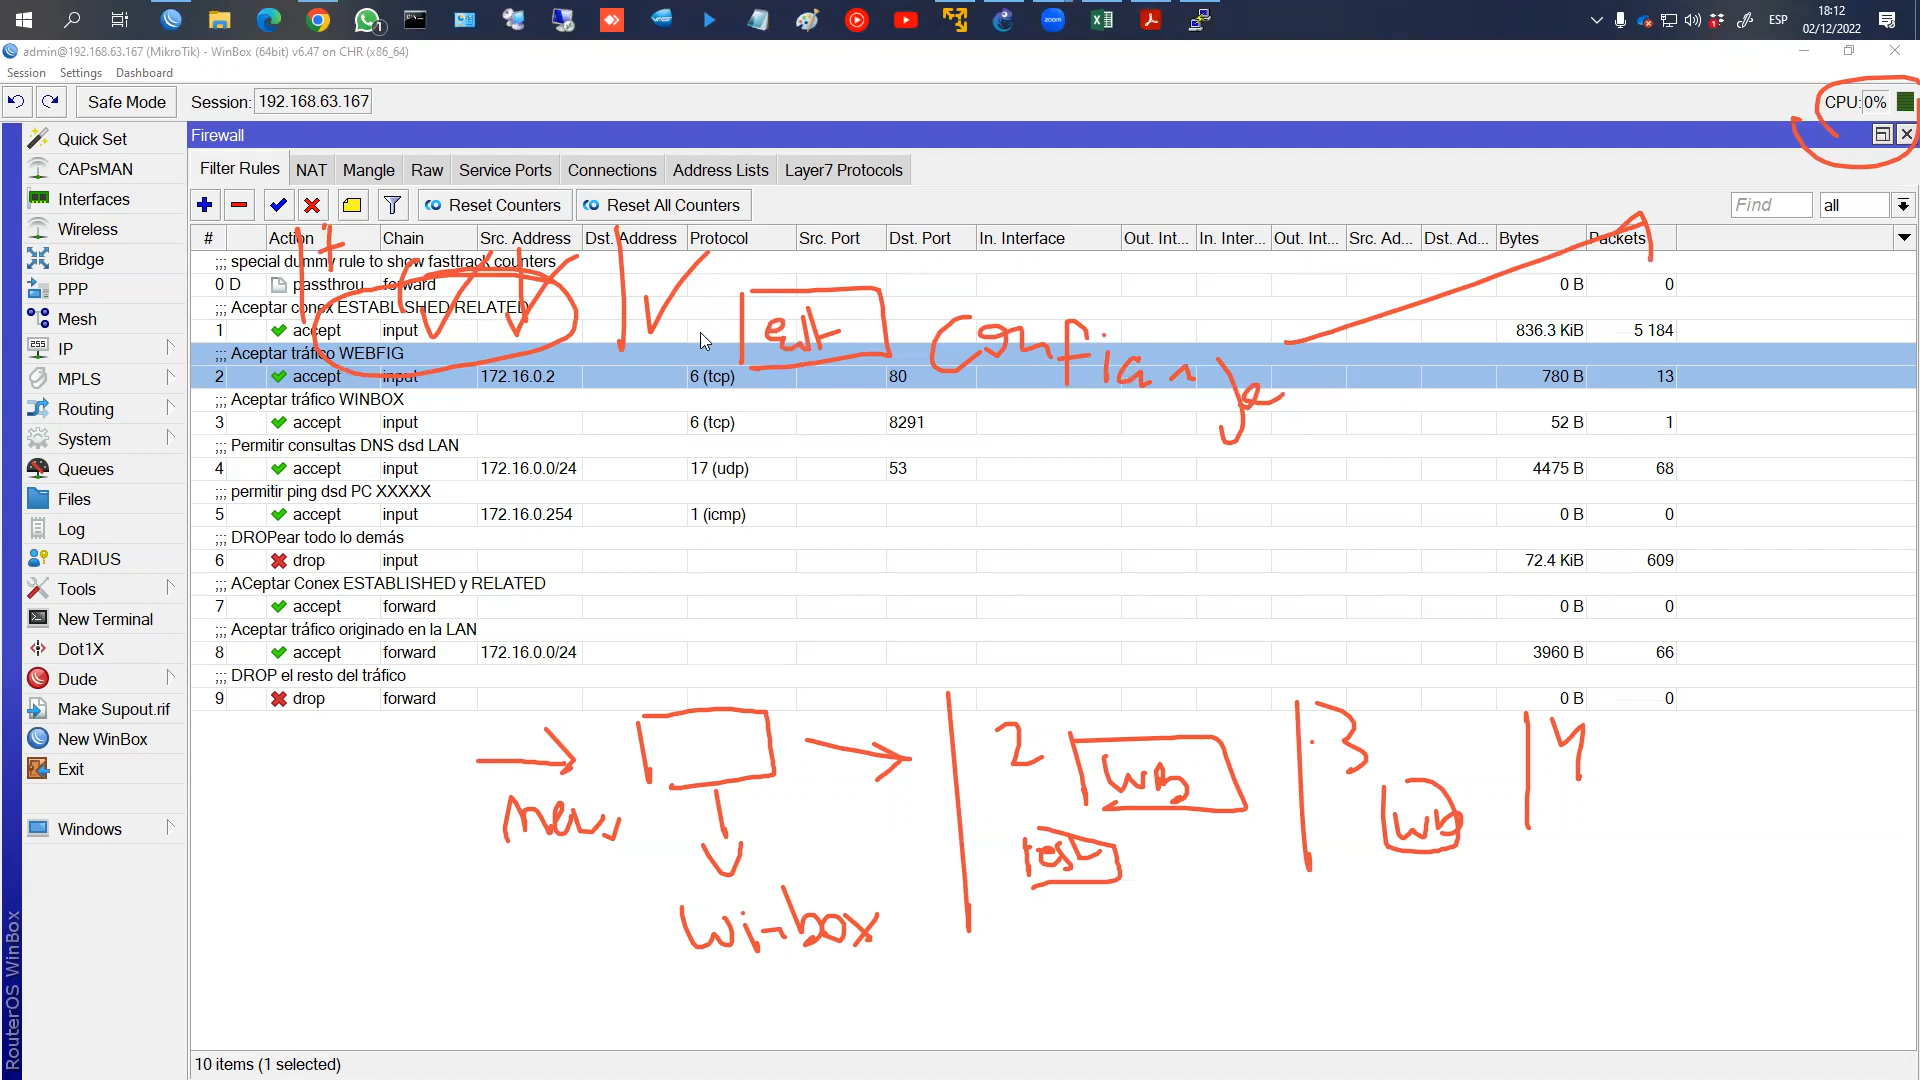 1
ESP
18:12
02/12/2022
admin@192.168.63.167 (MikroTik) - WinBox (64bit) v6.47 on CHR (x86_64)
Session Settings Dashboard
Safe Mode Session: 192.168.63.167 CPU:0%
Quick Set
CAPsMAN
Interfaces
Wireless
Bridge
PPP
Mesh
IP
MPLS
Routing
System
Queues
Files
Log
RADIUS
Tools
New Terminal
Dot1X
Dude
Make Supout.rif
New WinBox
Exit
Windows
RouterOS WinBox
Firewall
Filter Rules NAT Mangle Raw Service Ports Connections Address Lists Layer7 Protocols
Reset Counters Reset All Counters Find all
# Action Chain Src. Address Dst. Address Protocol Src. Port Dst. Port In. Interface Out. Int... In. Inter... Out. Int... Src. Ad... Dst. Ad... Bytes Packets
;;; special dummy rule to show fasttrack counters
0 D passthrou forward 0 B 0
;;; Aceptar conex ESTABLISHED RELATED
1 accept input 836.3 KiB 5 184
;;; Aceptar tráfico WEBFIG
2 accept input 172.16.0.2 6 (tcp) 80 780 B 13
;;; Aceptar tráfico WINBOX
3 accept input 6 (tcp) 8291 52 B 1
;;; Permitir consultas DNS dsd LAN
4 accept input 172.16.0.0/24 17 (udp) 53 4475 B 68
;;; permitir ping dsd PC XXXXX
5 accept input 172.16.0.254 1 (icmp) 0 B 0
;;; DROPear todo lo demás
6 drop input 72.4 KiB 609
;;; ACeptar Conex ESTABLISHED y RELATED
7 accept forward 0 B 0
;;; Aceptar tráfico originado en la LAN
8 accept forward 172.16.0.0/24 3960 B 66
;;; DROP el resto del tráfico
9 drop forward 0 B 0
2 WB 3 4
new
wb
winbox
10 items (1 selected)